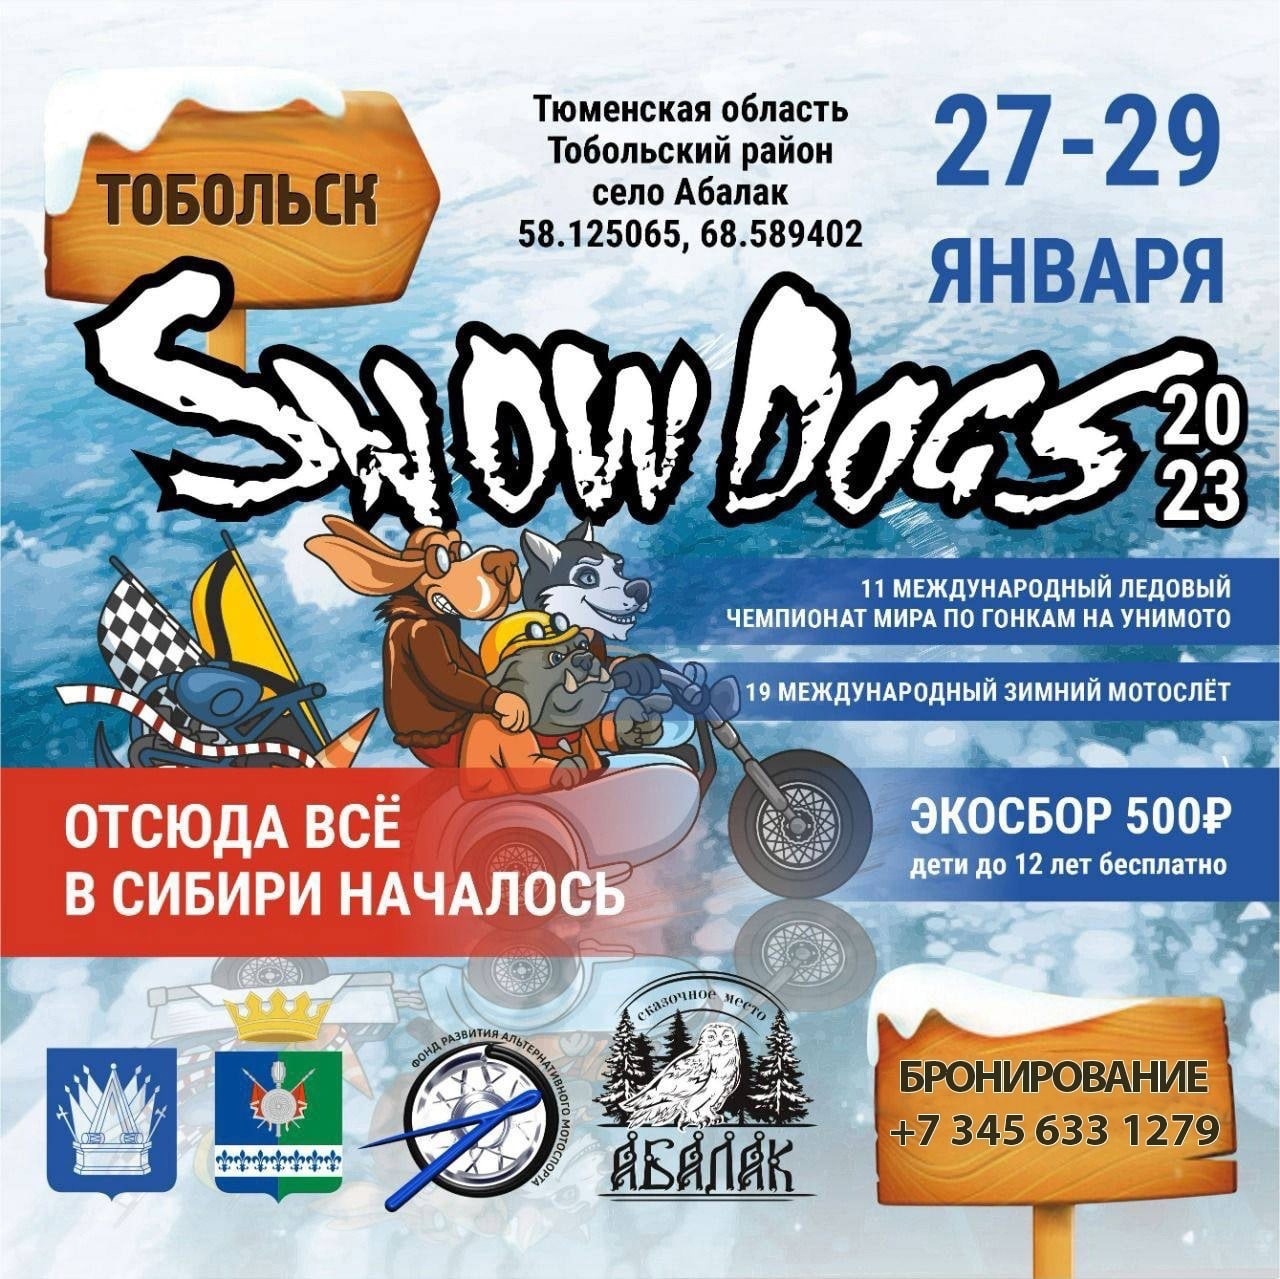 ТОБОЛЬСК
Тюменская область
Тобольский район
село Абалак
58.125065, 68.589402
27-29
ЯНВАРЯ
SNOW DOGS
20
23
11 МЕЖДУНАРОДНЫЙ ЛЕДОВЫЙ
ЧЕМПИОНАТ МИРА ПО ГОНКАМ НА УНИМОТО
19 МЕЖДУНАРОДНЫЙ ЗИМНИЙ МОТОСЛЁТ
ОТСЮДА ВСЁ
В СИБИРИ НАЧАЛОСЬ
ЭКОСБОР 500₽
дети до 12 лет бесплатно
ФОНД РАЗВИТИЯ АЛЬТЕРНАТИВНОГО МОТОСПОРТА
сказочное место
АБАЛАК
БРОНИРОВАНИЕ
+7 345 633 1279